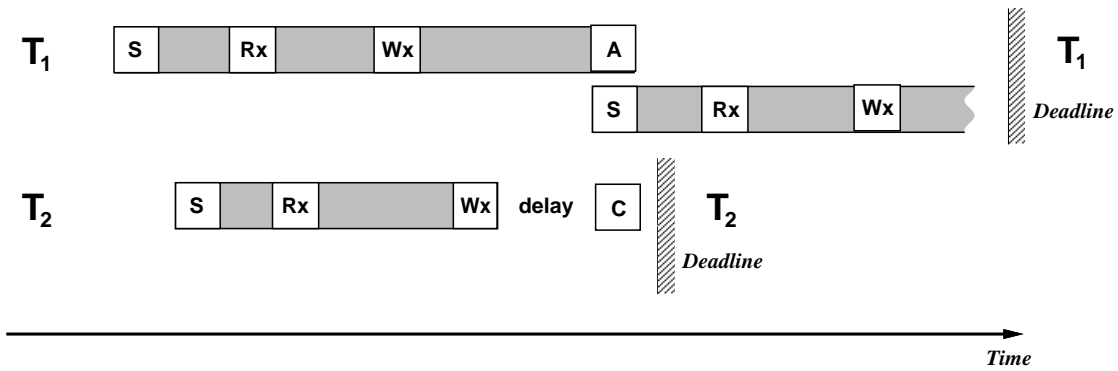 T1 S Rx Wx A T1
S Rx Wx Deadline
T2 S Rx Wx delay C T2
Deadline
Time